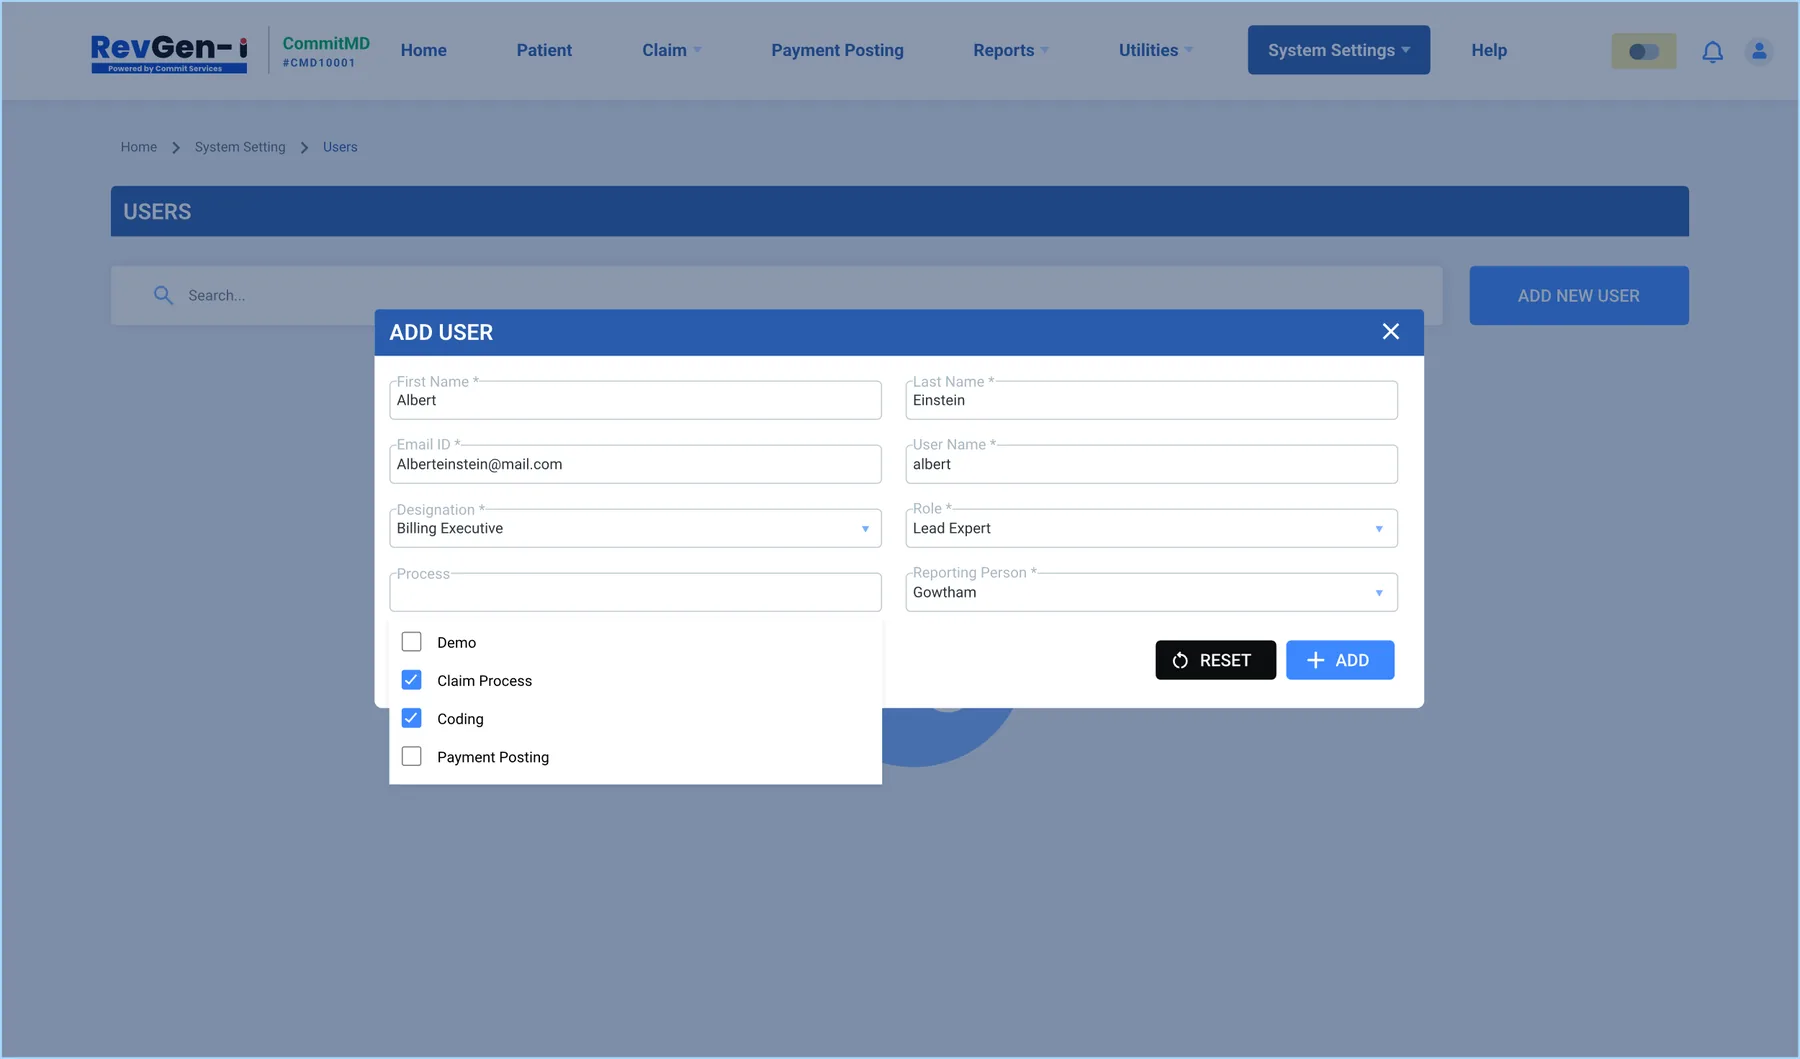 RevGen-i
Powered by Commit Services
CommitMD
#CMD10001
Home
Patient
Claim
Payment Posting
Reports
Utilities
System Settings
Help
Home
System Setting
Users
USERS
Search...
ADD NEW USER
ADD USER
First Name *
Albert
Last Name *
Einstein
Email ID *
Alberteinstein@mail.com
User Name *
albert
Designation *
Billing Executive
Role *
Lead Expert
Process
Reporting Person *
Gowtham
Demo
Claim Process
Coding
Payment Posting
RESET
ADD